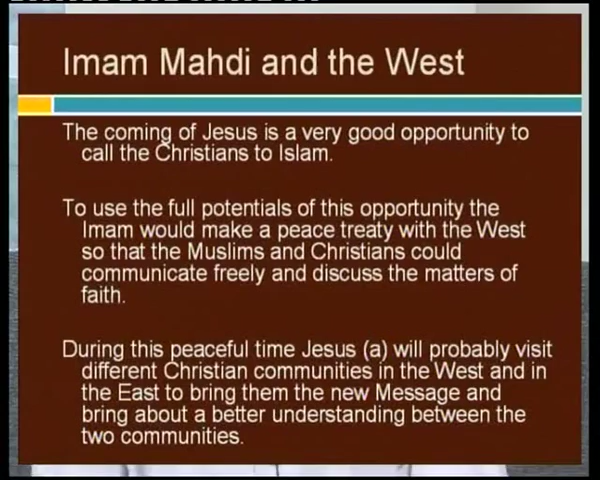 Imam Mahdi and the West
The coming of Jesus is a very good opportunity to
call the Christians to Islam.
To use the full potentials of this opportunity the
Imam would make a peace treaty with the West
so that the Muslims and Christians could
communicate freely and discuss the matters of
faith.
During this peaceful time Jesus (a) will probably visit
different Christian communities in the West and in
the East to bring them the new Message and
bring about a better understanding between the
two communities.